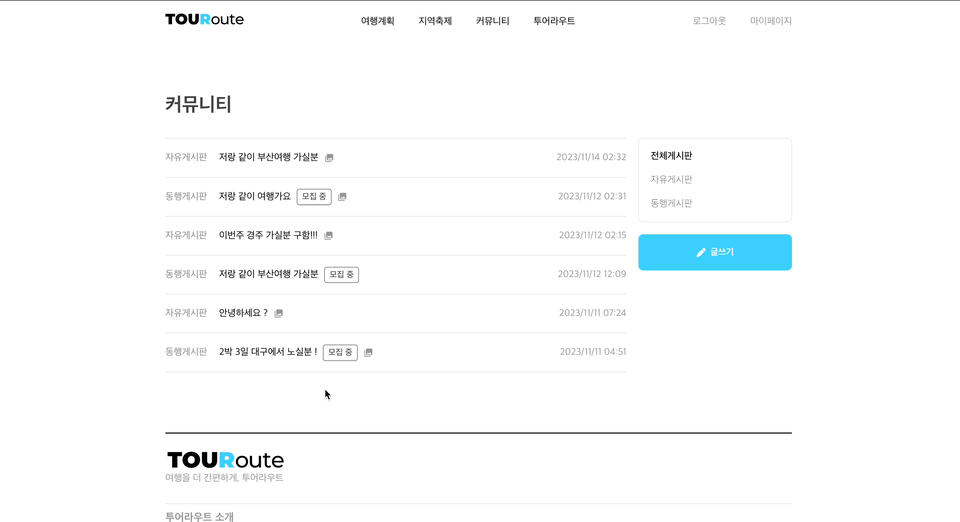 TOURoute
여행계획 지역축제 커뮤니티 투어라우트
로그아웃 마이페이지
커뮤니티
자유게시판 저랑 같이 부산여행 가실분 2023/11/14 02:32
동행게시판 저랑 같이 여행가요 모집 중 2023/11/12 02:31
자유게시판 이번주 경주 가실분 구함!!! 2023/11/12 02:15
동행게시판 저랑 같이 부산여행 가실분 모집 중 2023/11/12 12:09
자유게시판 안녕하세요 ? 2023/11/11 07:24
동행게시판 2박 3일 대구에서 노실분 ! 모집 중 2023/11/11 04:51
전체게시판
자유게시판
동행게시판
글쓰기
TOURoute
여행을 더 간편하게, 투어라우트
투어라우트 소개